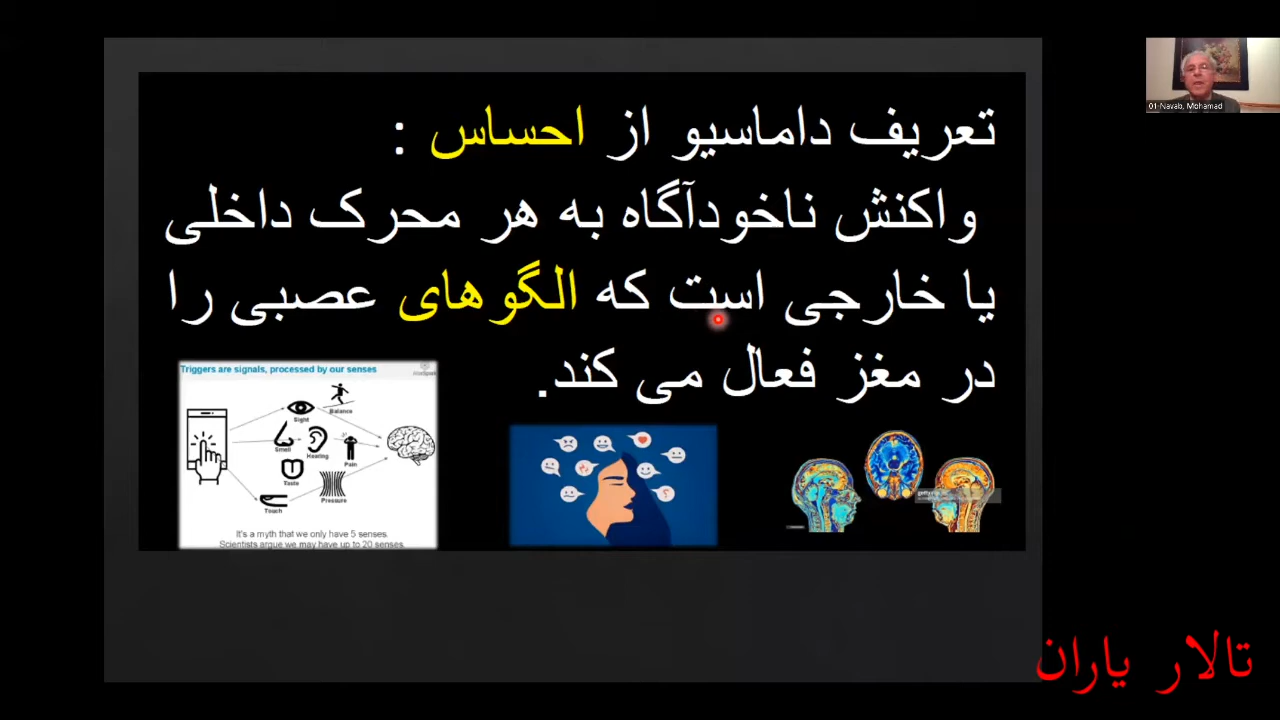 تعریف داماسیو از احساس :
واکنش ناخودآگاه به هر محرک داخلی
یا خارجی است که الگوهای عصبی را
در مغز فعال می کند.
Triggers are signals, processed by our senses
Balance
Sight
Smell
Hearing
Pain
Taste
Pressure
Touch
It's a myth that we only have 5 senses.
Scientists argue we may have up to 20 senses.
01-Navab, Mohamad
تالار یاران